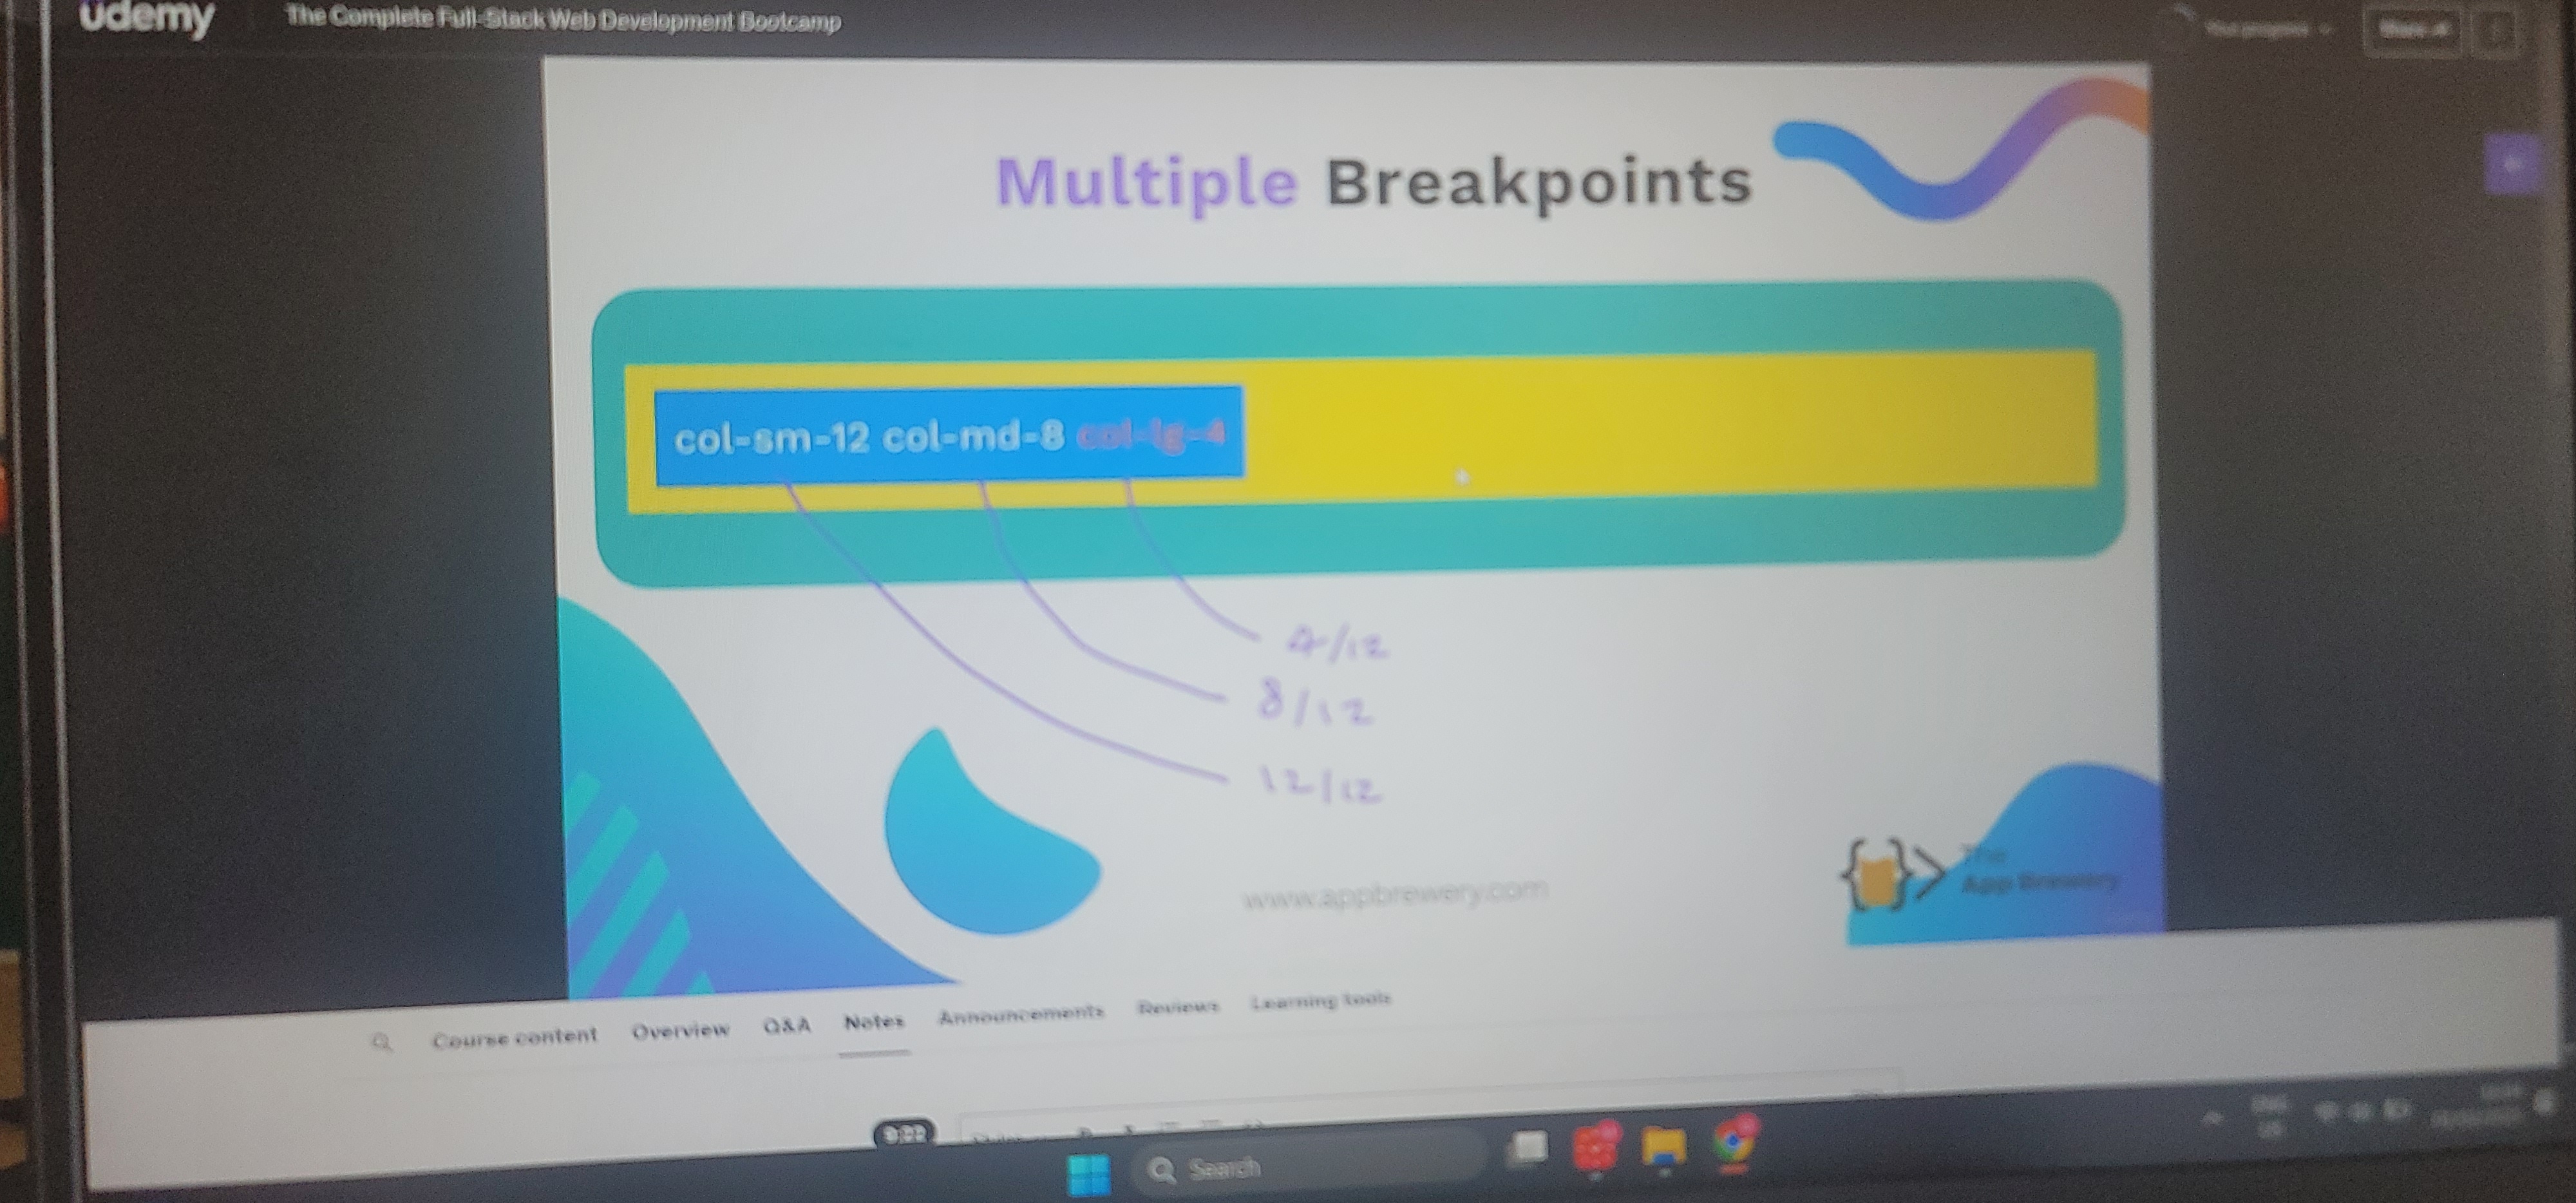 ûdemy The Complete Full-Stack Web Development Bootcamp
Multiple Breakpoints
col-sm-12 col-md-8 col-lg-4
4/12
8/12
12/12
www.appbrewery.com
The
App Brewery
Course content Overview Q&A Notes Announcements Reviews Learning tools
Search